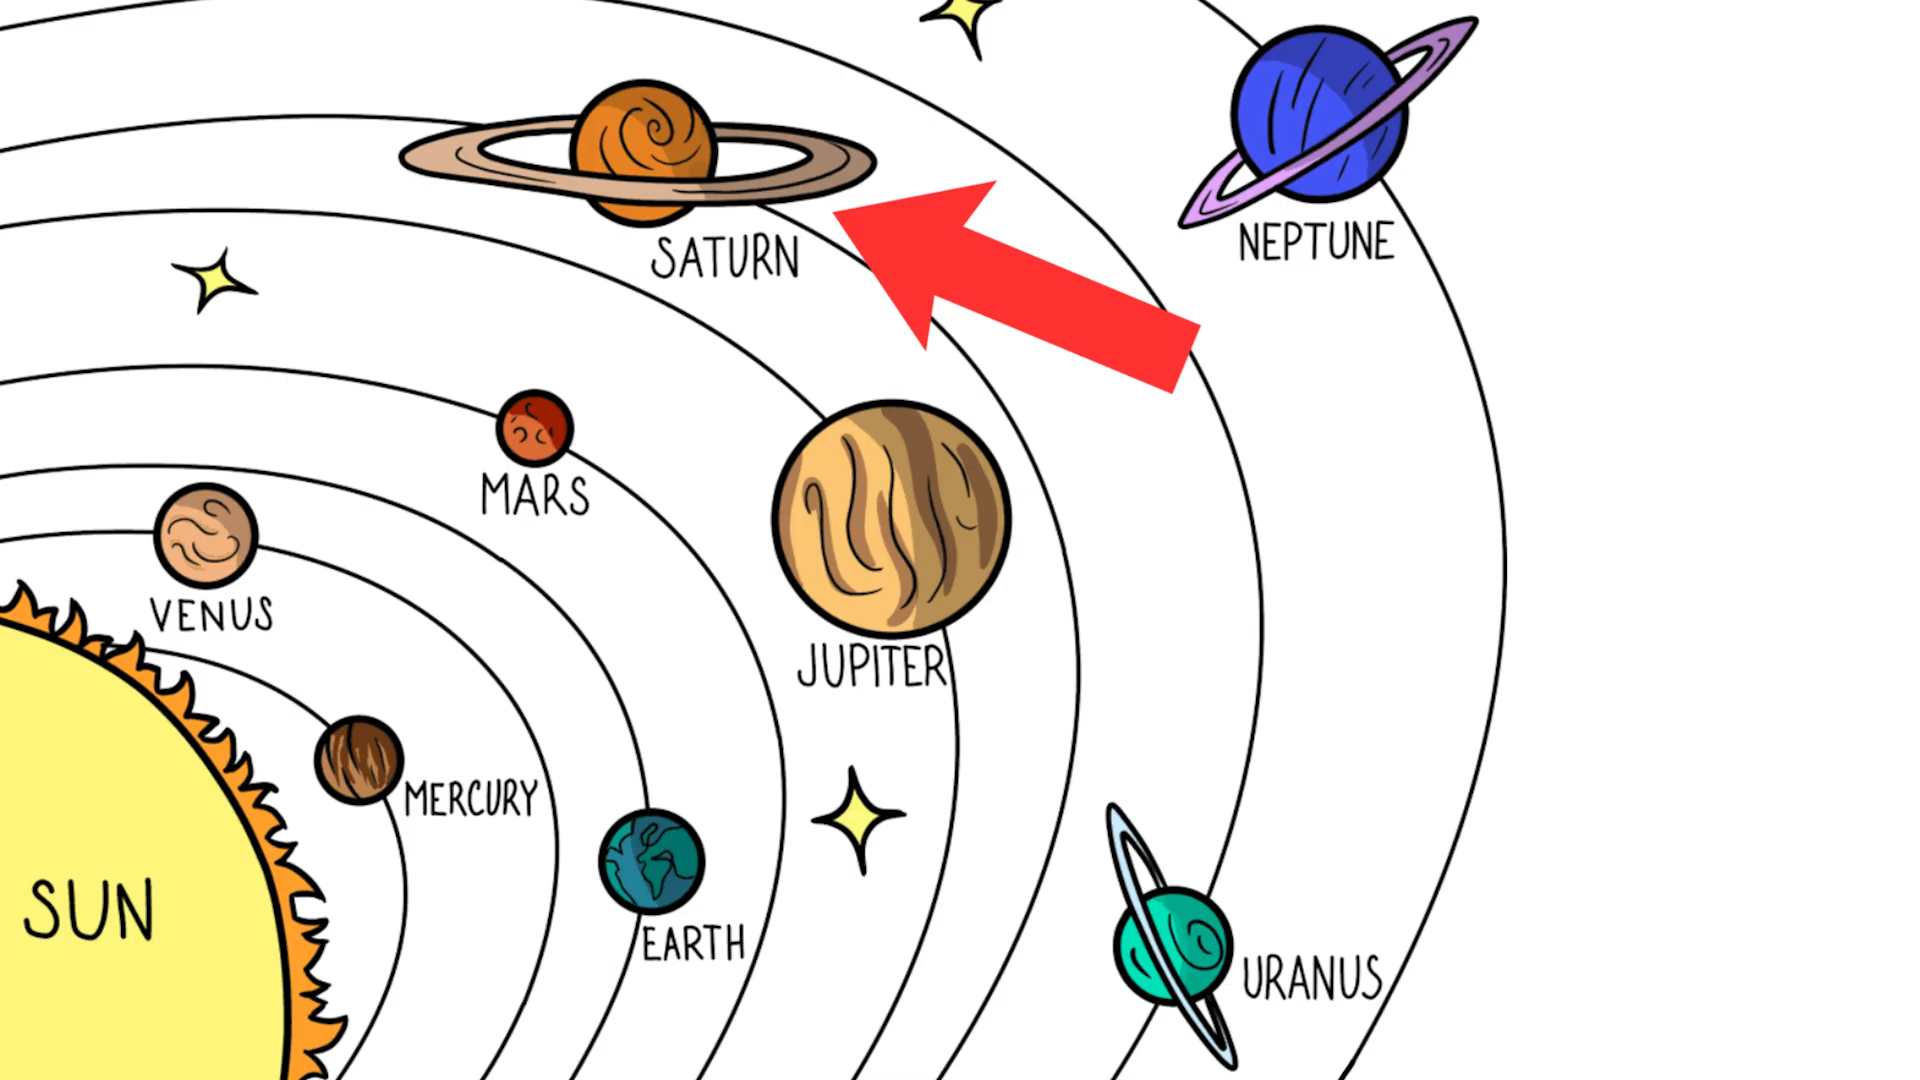 SATURN
NEPTUNE
MARS
VENUS
JUPITER
MERCURY
SUN
EARTH
URANUS